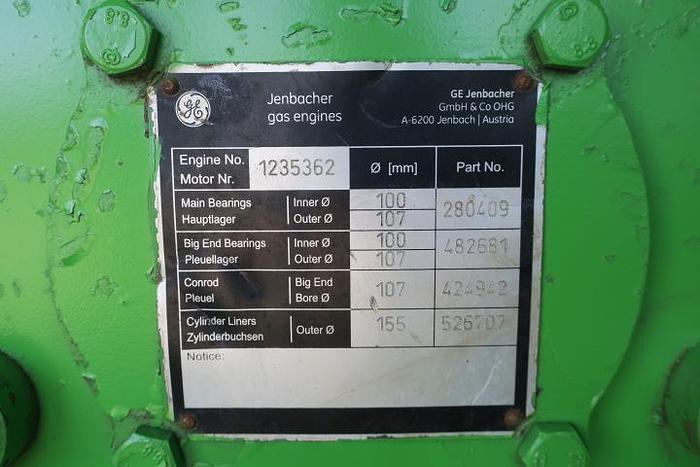 GE
Jenbacher
gas engines
GE Jenbacher
GmbH & Co OHG
A-6200 Jenbach | Austria
Engine No.
Motor Nr.
1235362
Ø [mm]
Part No.
Main Bearings
Hauptlager
Inner Ø
Outer Ø
100
107
280409
Big End Bearings
Pleuellager
Inner Ø
Outer Ø
100
107
482681
Conrod
Pleuel
Big End
Bore Ø
107
424942
Cylinder Liners
Zylinderbuchsen
Outer Ø
155
526707
Notice: